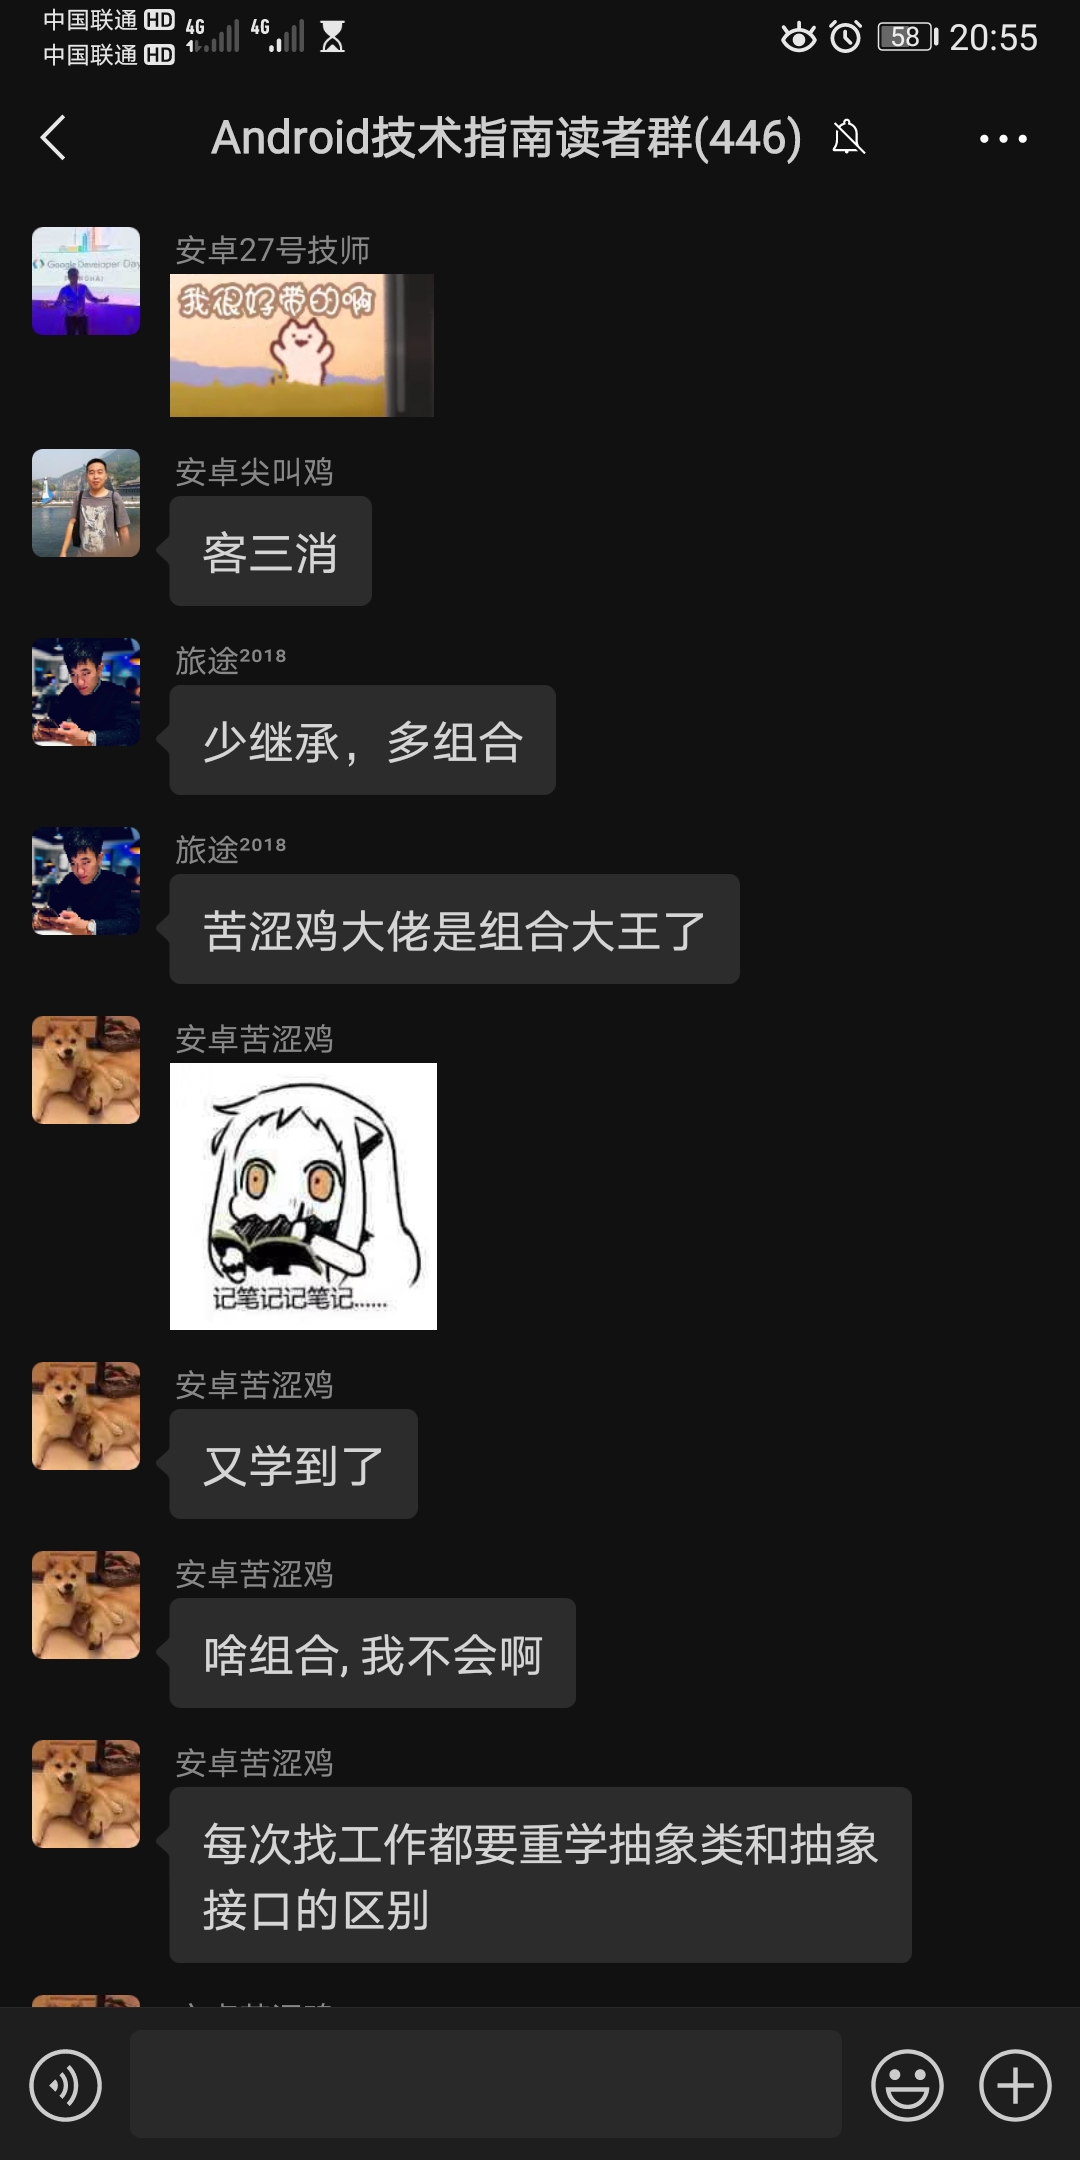 中国联通 HD 4G 4G 58 20:55
中国联通 HD
Android技术指南读者群(446)
安卓27号技师
Google Developer Day
我很好带的啊
安卓尖叫鸡
客三消
旅途²⁰¹⁸
少继承，多组合
旅途²⁰¹⁸
苦涩鸡大佬是组合大王了
安卓苦涩鸡
记笔记记笔记......
安卓苦涩鸡
又学到了
安卓苦涩鸡
啥组合, 我不会啊
安卓苦涩鸡
每次找工作都要重学抽象类和抽象
接口的区别